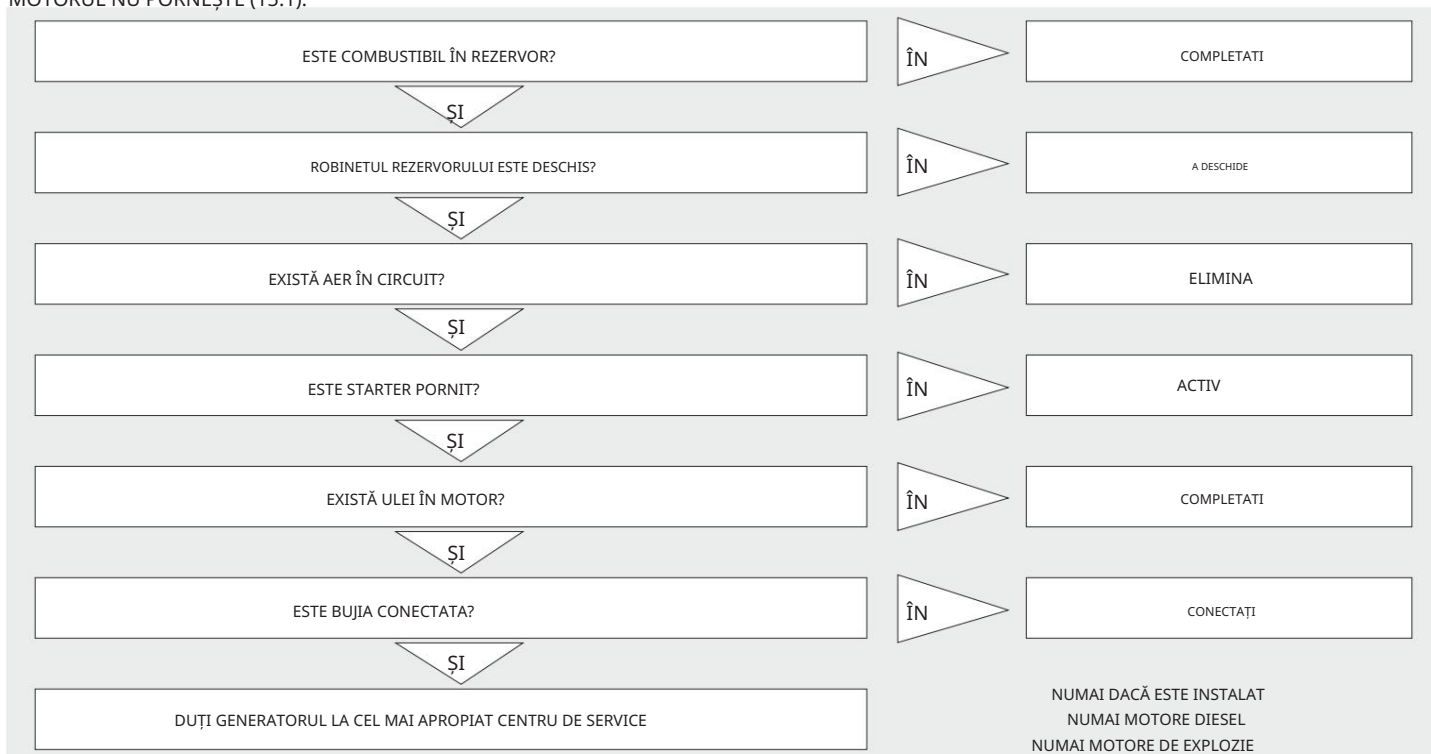 MOTORUL NU PORNEȘTE (15.1).
ESTE COMBUSTIBIL ÎN REZERVOR?
ÎN
COMPLETATI
ȘI
ROBINETUL REZERVORULUI ESTE DESCHIS?
ÎN
A DESCHIDE
ȘI
EXISTĂ AER ÎN CIRCUIT?
ÎN
ELIMINA
ȘI
ESTE STARTER PORNIT?
ÎN
ACTIV
ȘI
EXISTĂ ULEI ÎN MOTOR?
ÎN
COMPLETATI
ȘI
ESTE BUJIA CONECTATA?
ÎN
CONECTAȚI
ȘI
DUȚI GENERATORUL LA CEL MAI APROPIAT CENTRU DE SERVICE
NUMAI DACĂ ESTE INSTALAT
NUMAI MOTORE DIESEL
NUMAI MOTORE DE EXPLOZIE